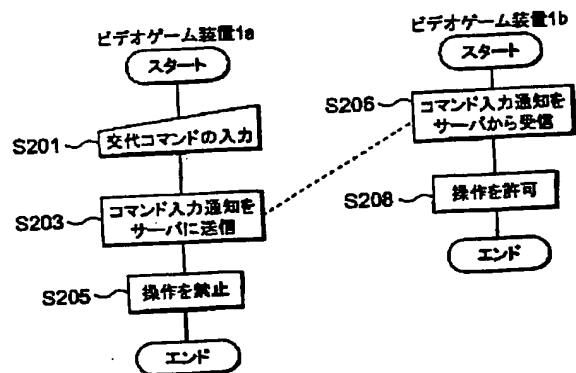 ビデオゲーム装置1a
スタート
S201
交代コマンドの入力
S203
コマンド入力通知を
サーバに送信
S205
操作を禁止
エンド
ビデオゲーム装置1b
スタート
S206
コマンド入力通知を
サーバから受信
S208
操作を許可
エンド